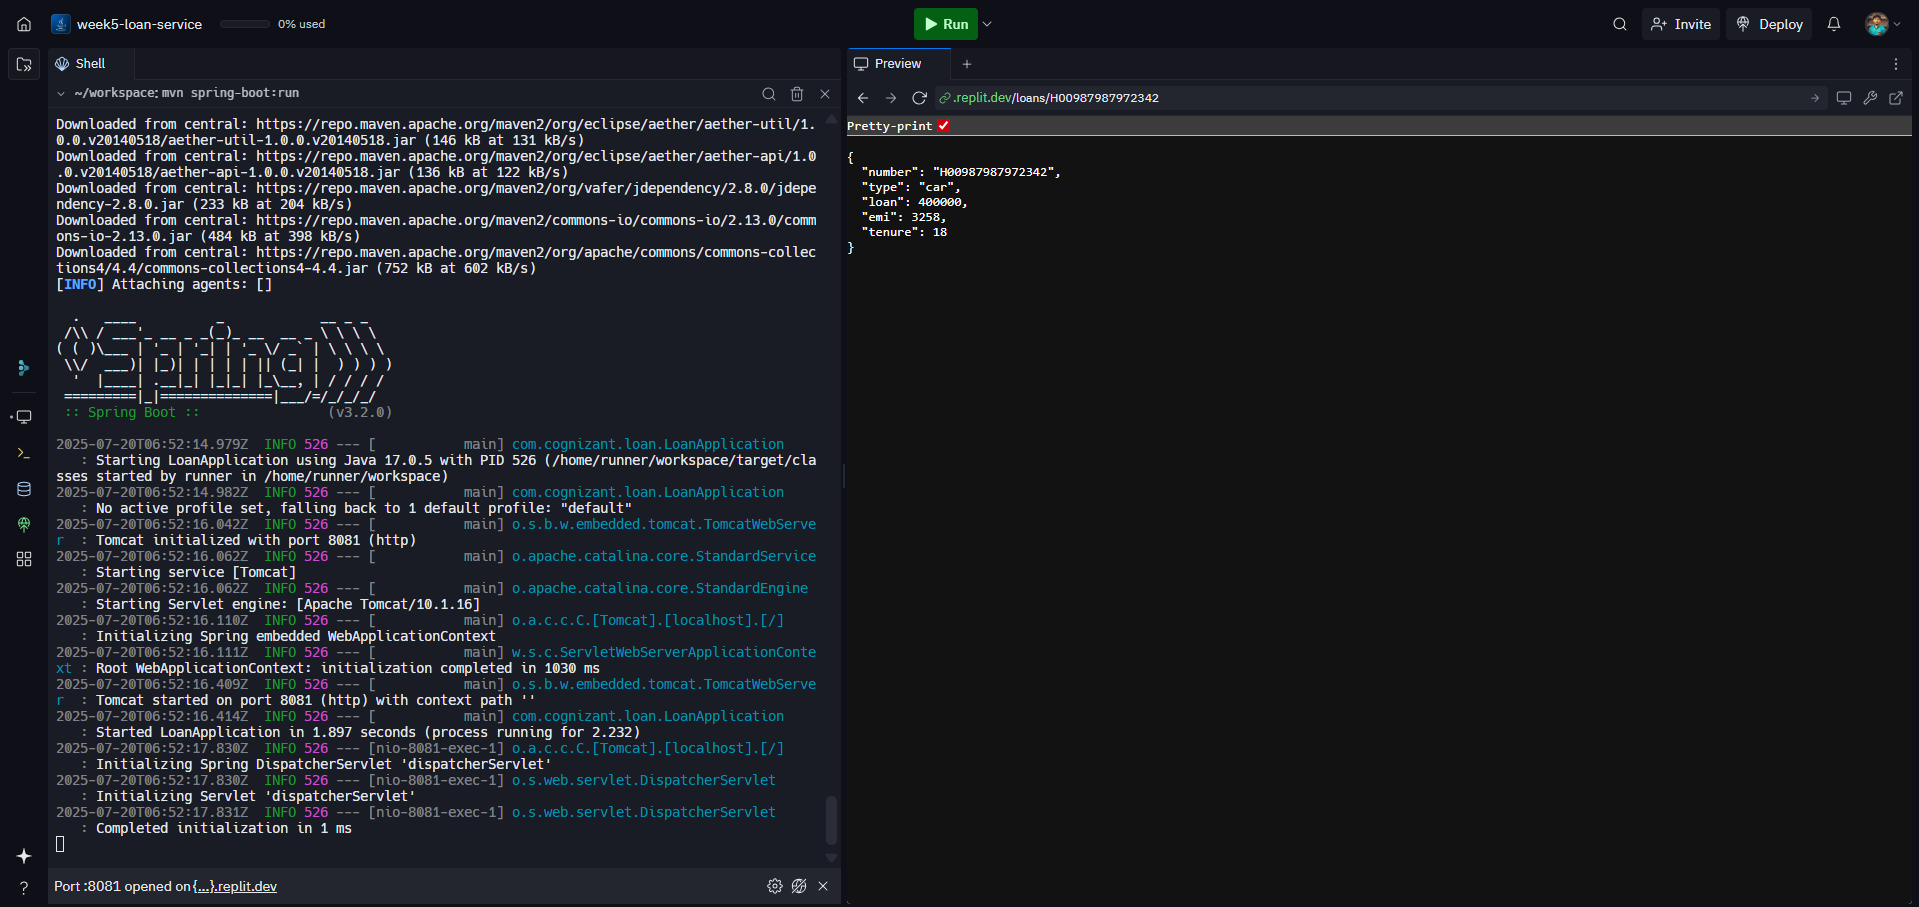 week5-loan-service
0% used
Run
Invite
Deploy
Shell
~/workspace: mvn spring-boot:run
Downloaded from central: https://repo.maven.apache.org/maven2/org/eclipse/aether/aether-util/1.
0.0.v20140518/aether-util-1.0.0.v20140518.jar (146 kB at 131 kB/s)
Downloaded from central: https://repo.maven.apache.org/maven2/org/eclipse/aether/aether-api/1.0
.0.v20140518/aether-api-1.0.0.v20140518.jar (136 kB at 122 kB/s)
Downloaded from central: https://repo.maven.apache.org/maven2/org/vafer/jdependency/2.8.0/jdepe
ndency-2.8.0.jar (233 kB at 204 kB/s)
Downloaded from central: https://repo.maven.apache.org/maven2/commons-io/commons-io/2.13.0/comm
ons-io-2.13.0.jar (484 kB at 398 kB/s)
Downloaded from central: https://repo.maven.apache.org/maven2/org/apache/commons/commons-collec
tions4/4.4/commons-collections4-4.4.jar (752 kB at 602 kB/s)
[INFO] Attaching agents: []
  .   ____          _            __ _ _
 /\\ / ___'_ __ _ _(_)_ __  __ _ \ \ \ \
( ( )\___ | '_ | '_| | '_ \/ _` | \ \ \ \
 \\/  ___)| |_)| | | | | || (_| |  ) ) ) )
  '  |____| .__|_| |_|_| |_\__, | / / / /
 =========|_|==============|___/=/_/_/_/
 :: Spring Boot ::                (v3.2.0)
2025-07-20T06:52:14.979Z  INFO 526 --- [           main] com.cognizant.loan.LoanApplication
   : Starting LoanApplication using Java 17.0.5 with PID 526 (/home/runner/workspace/target/cla
sses started by runner in /home/runner/workspace)
2025-07-20T06:52:14.982Z  INFO 526 --- [           main] com.cognizant.loan.LoanApplication
   : No active profile set, falling back to 1 default profile: "default"
2025-07-20T06:52:16.042Z  INFO 526 --- [           main] o.s.b.w.embedded.tomcat.TomcatWebServe
r  : Tomcat initialized with port 8081 (http)
2025-07-20T06:52:16.062Z  INFO 526 --- [           main] o.apache.catalina.core.StandardService
   : Starting service [Tomcat]
2025-07-20T06:52:16.062Z  INFO 526 --- [           main] o.apache.catalina.core.StandardEngine
   : Starting Servlet engine: [Apache Tomcat/10.1.16]
2025-07-20T06:52:16.110Z  INFO 526 --- [           main] o.a.c.c.C.[Tomcat].[localhost].[/]
   : Initializing Spring embedded WebApplicationContext
2025-07-20T06:52:16.111Z  INFO 526 --- [           main] w.s.c.ServletWebServerApplicationConte
xt : Root WebApplicationContext: initialization completed in 1030 ms
2025-07-20T06:52:16.409Z  INFO 526 --- [           main] o.s.b.w.embedded.tomcat.TomcatWebServe
r  : Tomcat started on port 8081 (http) with context path ''
2025-07-20T06:52:16.414Z  INFO 526 --- [           main] com.cognizant.loan.LoanApplication
   : Started LoanApplication in 1.897 seconds (process running for 2.232)
2025-07-20T06:52:17.830Z  INFO 526 --- [nio-8081-exec-1] o.a.c.c.C.[Tomcat].[localhost].[/]
   : Initializing Spring DispatcherServlet 'dispatcherServlet'
2025-07-20T06:52:17.830Z  INFO 526 --- [nio-8081-exec-1] o.s.web.servlet.DispatcherServlet
   : Initializing Servlet 'dispatcherServlet'
2025-07-20T06:52:17.831Z  INFO 526 --- [nio-8081-exec-1] o.s.web.servlet.DispatcherServlet
   : Completed initialization in 1 ms
Port :8081 opened on {...}.replit.dev
Preview
.replit.dev/loans/H00987987972342
Pretty-print
{
  "number": "H00987987972342",
  "type": "car",
  "loan": 400000,
  "emi": 3258,
  "tenure": 18
}